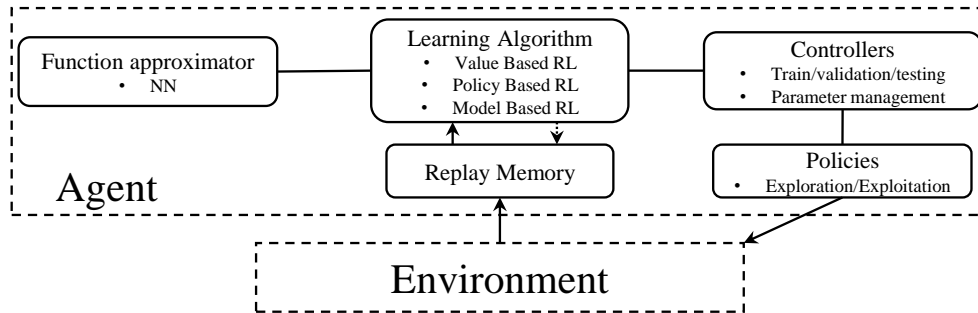 Function approximator
• NN
Learning Algorithm
• Value Based RL
• Policy Based RL
• Model Based RL
Controllers
• Train/validation/testing
• Parameter management
Replay Memory
Policies
• Exploration/Exploitation
Agent
Environment